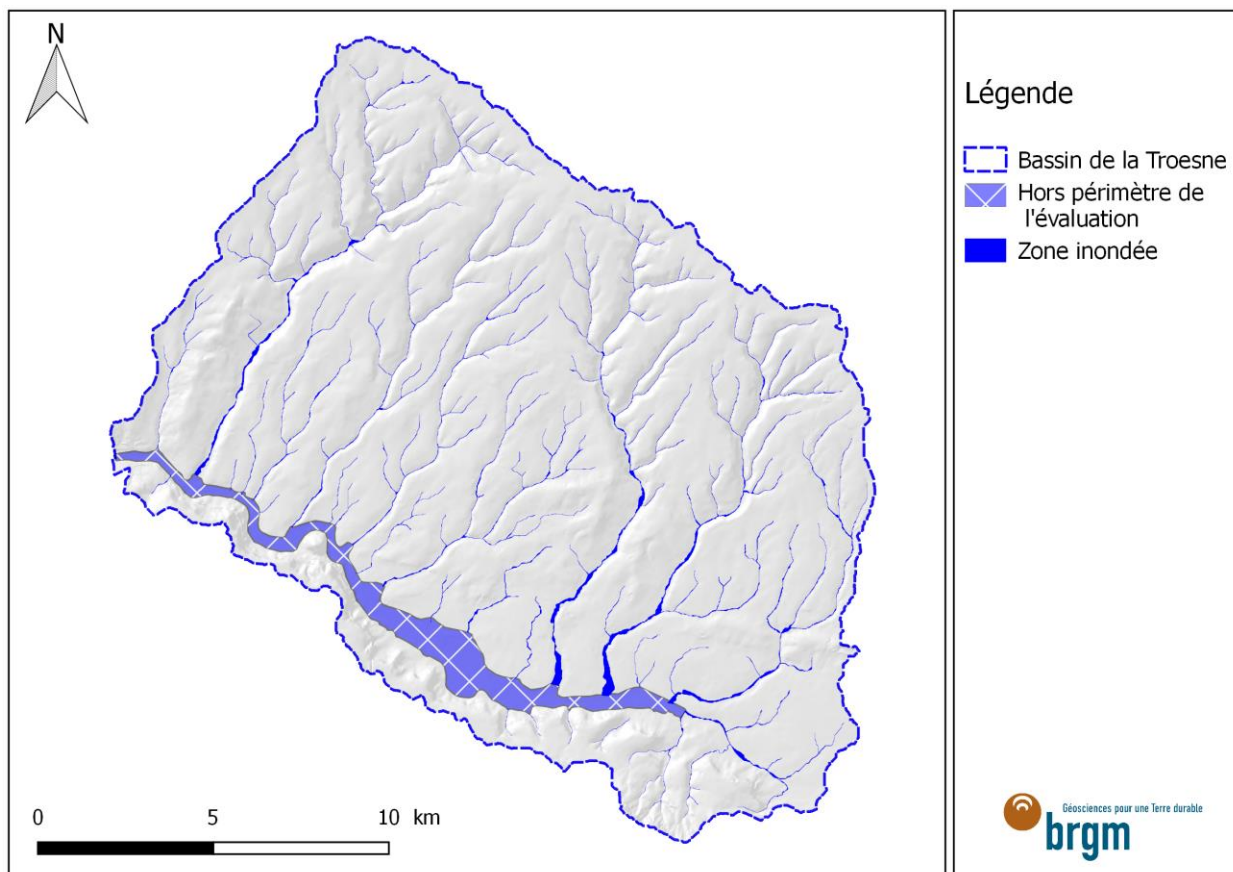 N
0 5 10 km
Légende
Bassin de la Troesne
Hors périmètre de
l'évaluation
Zone inondée
Géosciences pour une Terre durable
brgm